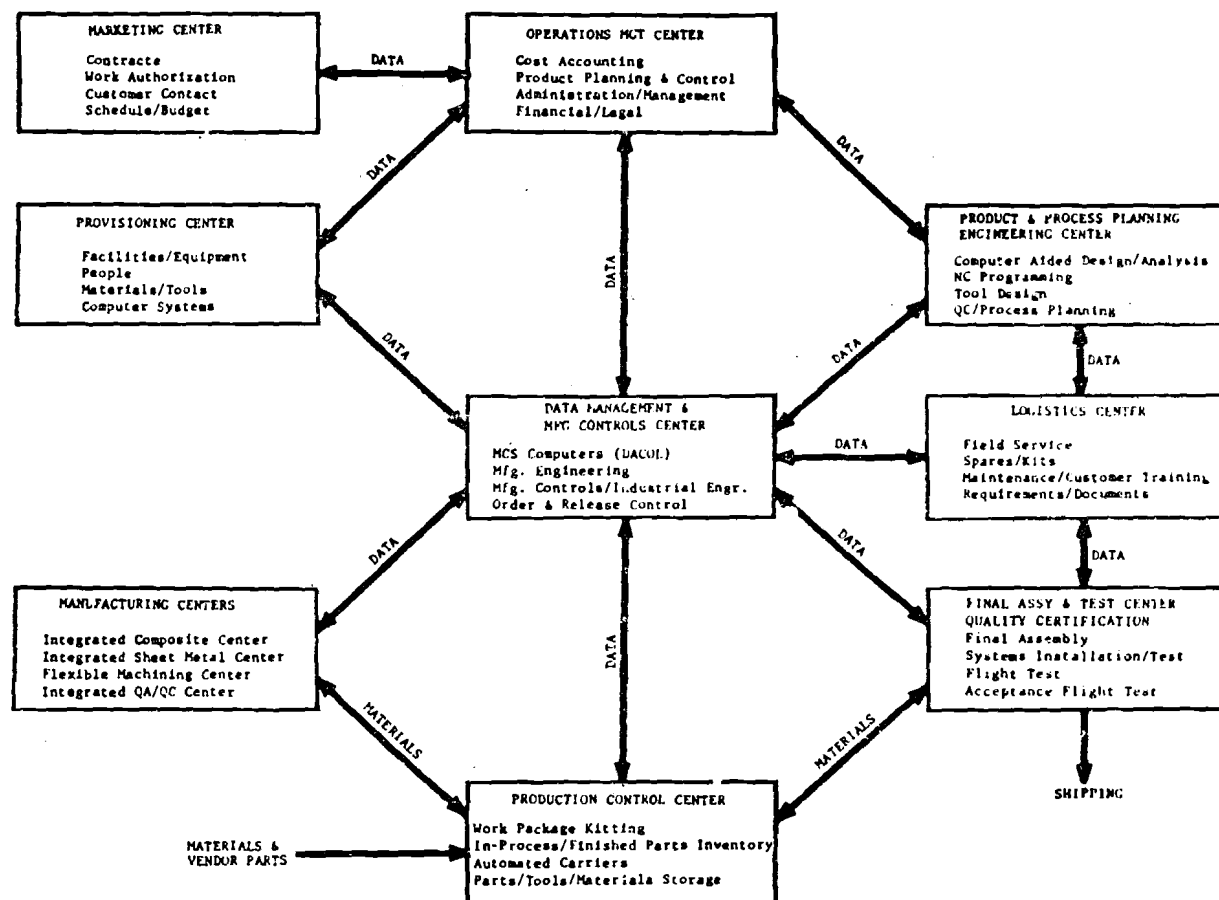 MARKETING CENTER
Contracts
Work Authorization
Customer Contact
Schedule/Budget
DATA
OPERATIONS MGT CENTER
Cost Accounting
Product Planning & Control
Administration/Management
Financial/Legal
DATA
DATA
DATA
PROVISIONING CENTER
Facilities/Equipment
People
Materials/Tools
Computer Systems
PRODUCT & PROCESS PLANNING
ENGINEERING CENTER
Computer Aided Design/Analysis
NC Programming
Tool Design
QC/Process Planning
DATA
DATA
DATA
DATA MANAGEMENT &
MFG CONTROLS CENTER
MCS Computers (DACOL)
Mfg. Engineering
Mfg. Controls/Industrial Engr.
Order & Release Control
DATA
LOGISTICS CENTER
Field Service
Spares/Kits
Maintenance/Customer Training
Requirements/Documents
DATA
DATA
DATA
DATA
MANUFACTURING CENTERS
Integrated Composite Center
Integrated Sheet Metal Center
Flexible Machining Center
Integrated QA/QC Center
FINAL ASSY & TEST CENTER
QUALITY CERTIFICATION
Final Assembly
Systems Installation/Test
Flight Test
Acceptance Flight Test
MATERIALS
MATERIALS
SHIPPING
PRODUCTION CONTROL CENTER
Work Package Kitting
In-Process/Finished Parts Inventory
Automated Carriers
Parts/Tools/Materials Storage
MATERIALS &
VENDOR PARTS